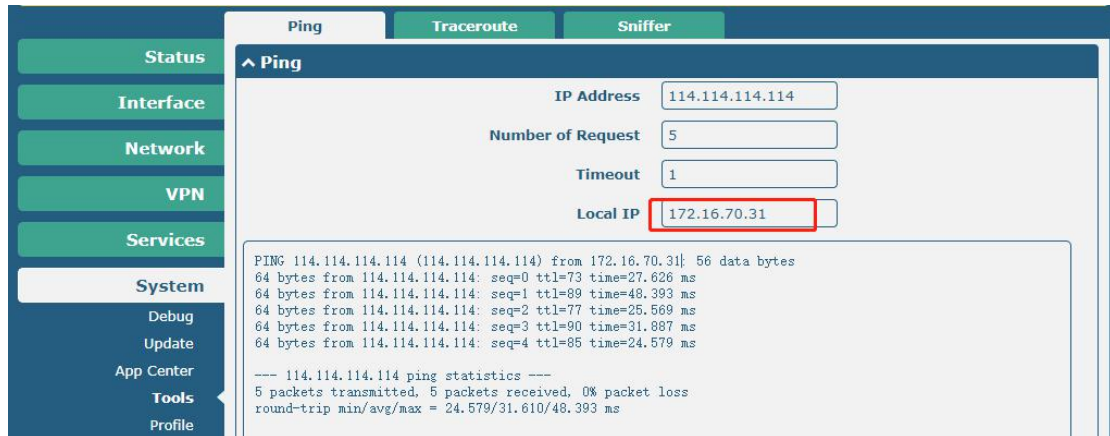 Ping Traceroute Sniffer
Status
Interface
Network
VPN
Services
System
Debug
Update
App Center
Tools
Profile
Ping
IP Address 114.114.114.114
Number of Request 5
Timeout 1
Local IP 172.16.70.31
PING 114.114.114.114 (114.114.114.114) from 172.16.70.31: 56 data bytes
64 bytes from 114.114.114.114: seq=0 ttl=73 time=27.626 ms
64 bytes from 114.114.114.114: seq=1 ttl=89 time=48.393 ms
64 bytes from 114.114.114.114: seq=2 ttl=77 time=25.569 ms
64 bytes from 114.114.114.114: seq=3 ttl=90 time=31.887 ms
64 bytes from 114.114.114.114: seq=4 ttl=85 time=24.579 ms
--- 114.114.114.114 ping statistics ---
5 packets transmitted, 5 packets received, 0% packet loss
round-trip min/avg/max = 24.579/31.610/48.393 ms